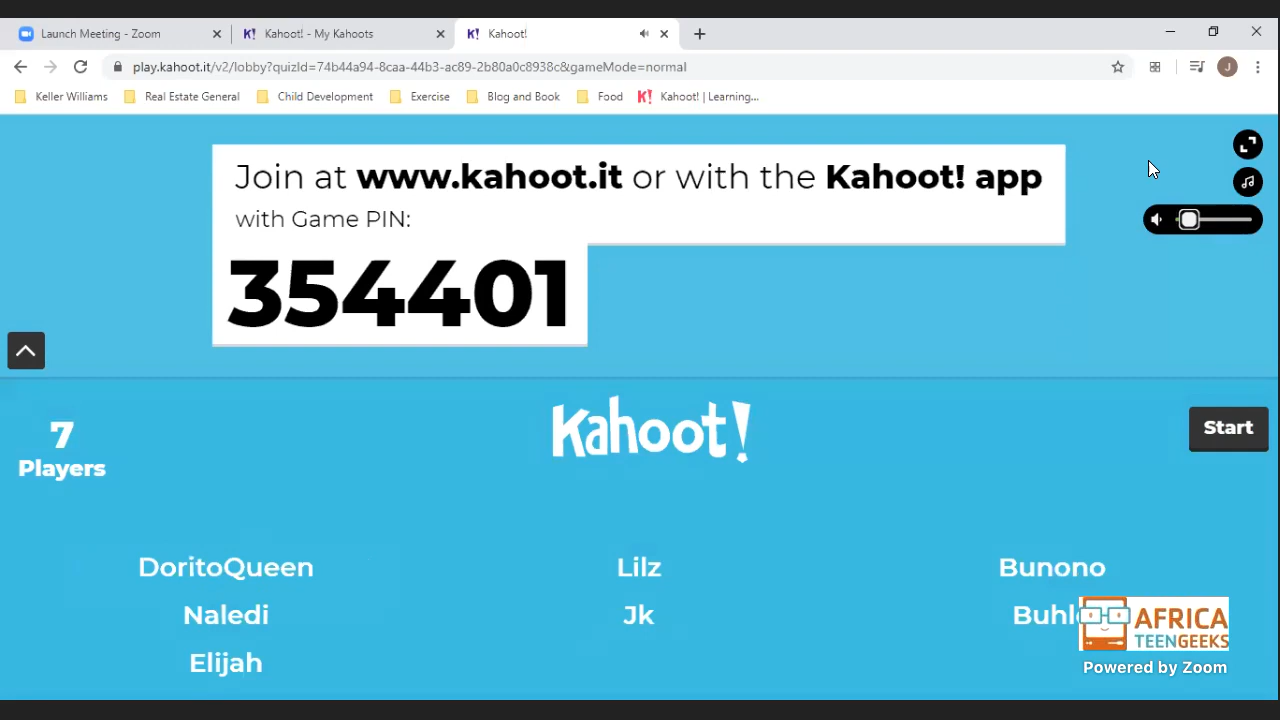 Launch Meeting - Zoom
Kahoot! - My Kahoots
Kahoot!
play.kahoot.it/v2/lobby?quizId=74b44a94-8caa-44b3-ac89-2b80a0c8938c&gameMode=normal
J
Keller Williams
Real Estate General
Child Development
Exercise
Blog and Book
Food
Kahoot! | Learning...
Join at www.kahoot.it or with the Kahoot! app
with Game PIN:
354401
7
Players
Kahoot!
Start
DoritoQueen
Lilz
Bunono
Naledi
Jk
Elijah
AFRICA
TEENGEEKS
Powered by Zoom